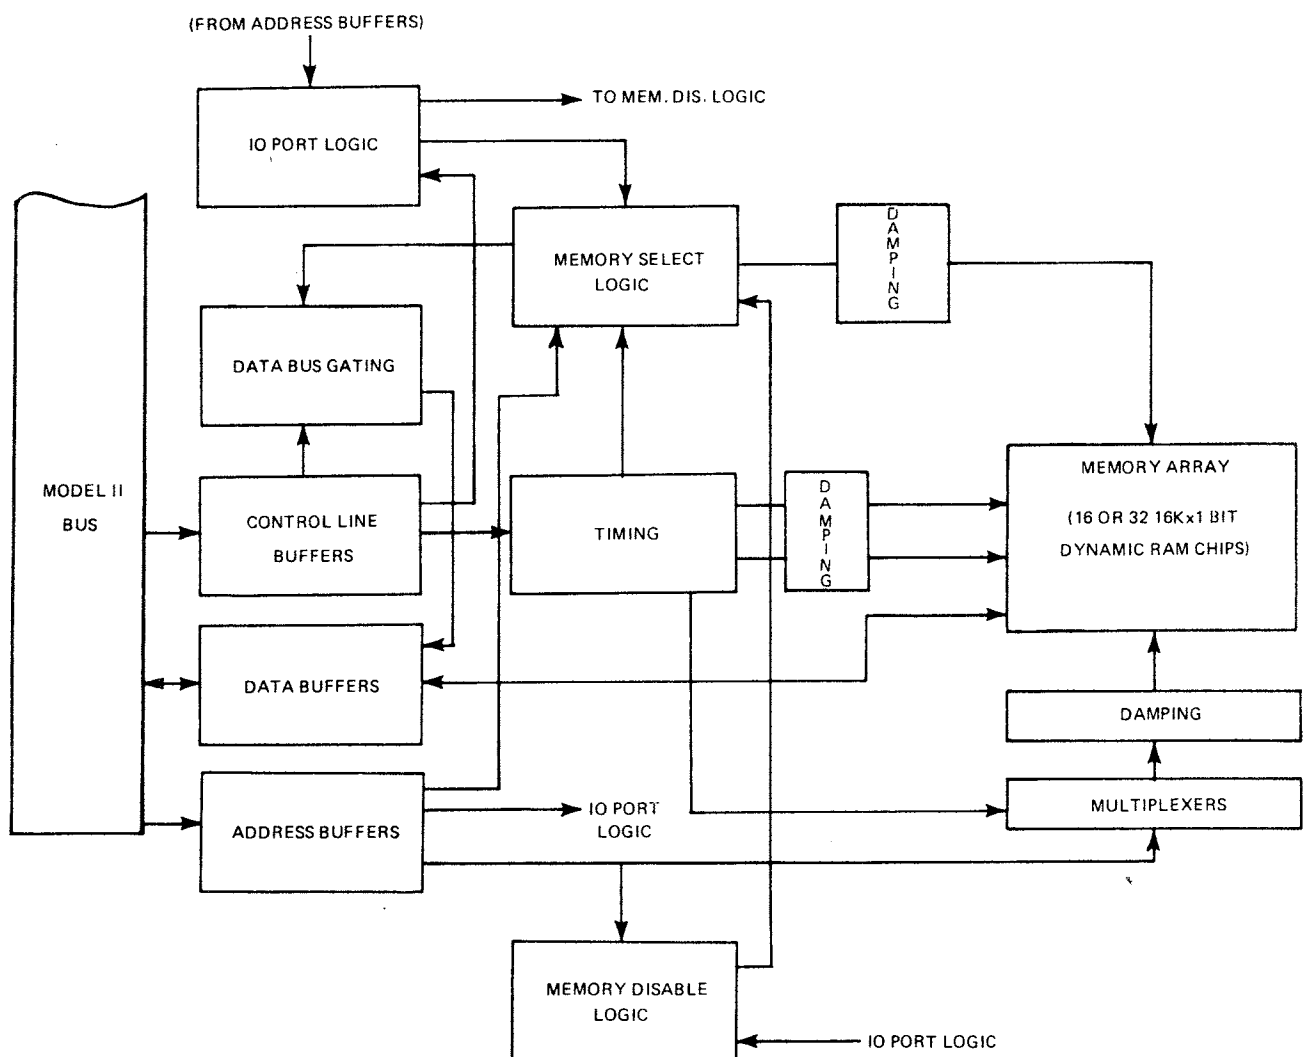 (FROM ADDRESS BUFFERS)
IO PORT LOGIC
TO MEM. DIS. LOGIC
MEMORY SELECT
LOGIC
DAMPING
DATA BUS GATING
MODEL II
BUS
CONTROL LINE
BUFFERS
TIMING
DAMPING
MEMORY ARRAY
(16 OR 32 16Kx1 BIT
DYNAMIC RAM CHIPS)
DATA BUFFERS
DAMPING
ADDRESS BUFFERS
IO PORT
LOGIC
MULTIPLEXERS
MEMORY DISABLE
LOGIC
IO PORT LOGIC